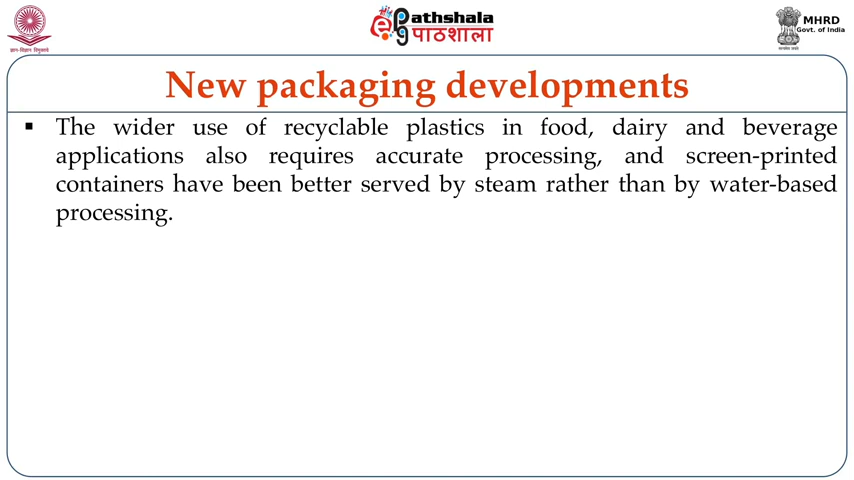 ePathshala
पाठशाला
MHRD
Govt. of India
New packaging developments
▪ The wider use of recyclable plastics in food, dairy and beverage
applications also requires accurate processing, and screen-printed
containers have been better served by steam rather than by water-based
processing.